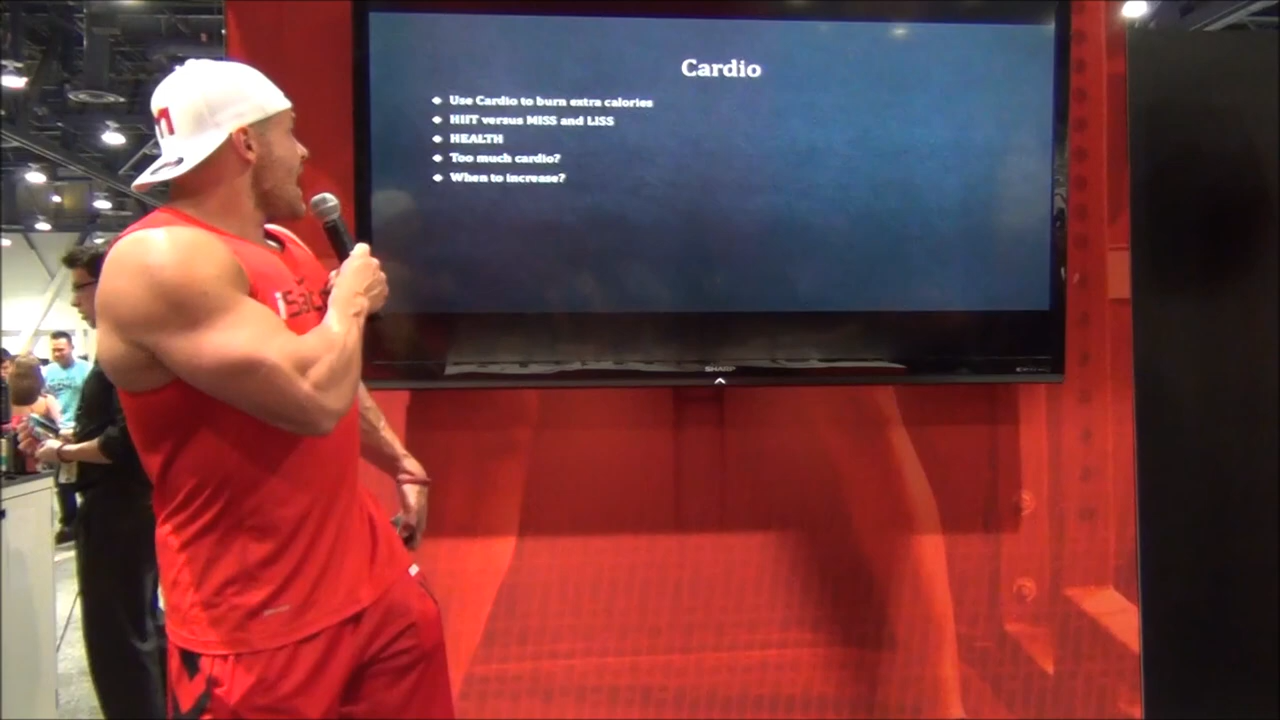 Cardio
Use Cardio to burn extra calories
HIIT versus MISS and LISS
HEALTH
Too much cardio?
When to increase?
SHARP